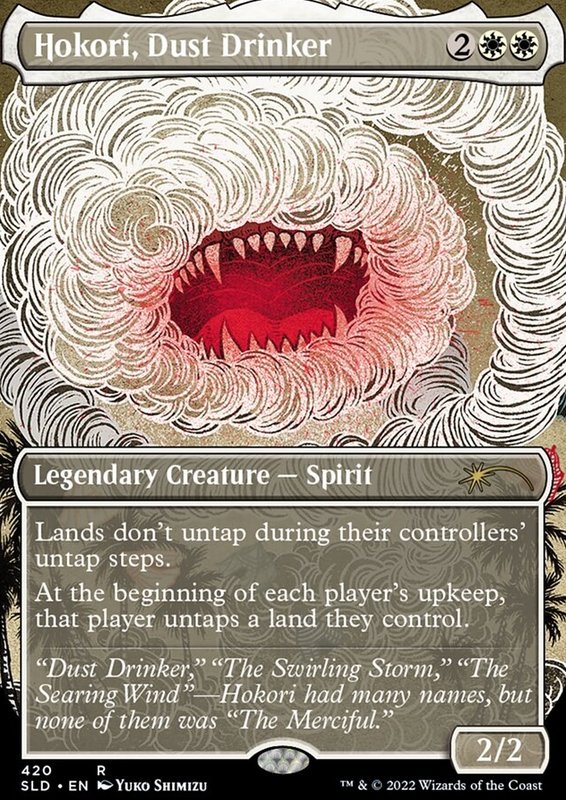 Hokori, Dust Drinker 2
Legendary Creature — Spirit
Lands don't untap during their controllers'
untap steps.
At the beginning of each player's upkeep,
that player untaps a land they control.
"Dust Drinker," "The Swirling Storm," "The
Searing Wind"—Hokori had many names, but
none of them was "The Merciful."
2/2
420 R
SLD • EN Yuko Shimizu
™ & © 2022 Wizards of the Coast